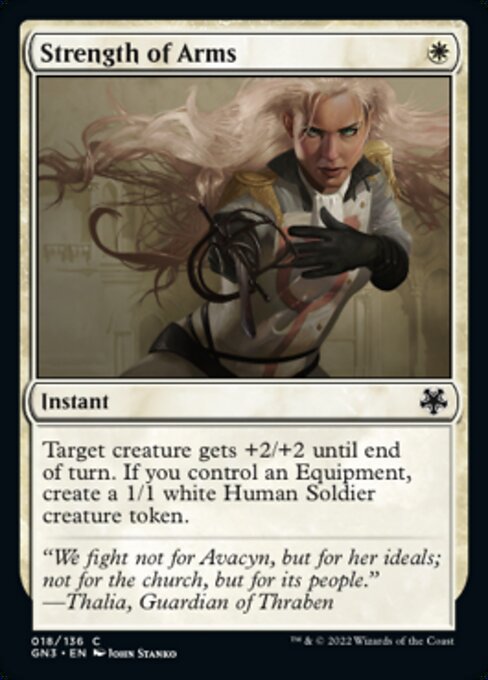 Strength of Arms
Instant
Target creature gets +2/+2 until end
of turn. If you control an Equipment,
create a 1/1 white Human Soldier
creature token.
“We fight not for Avacyn, but for her ideals;
not for the church, but for its people.”
—Thalia, Guardian of Thraben
018/136 C
GN3 • EN John Stanko
™ & © 2022 Wizards of the Coast